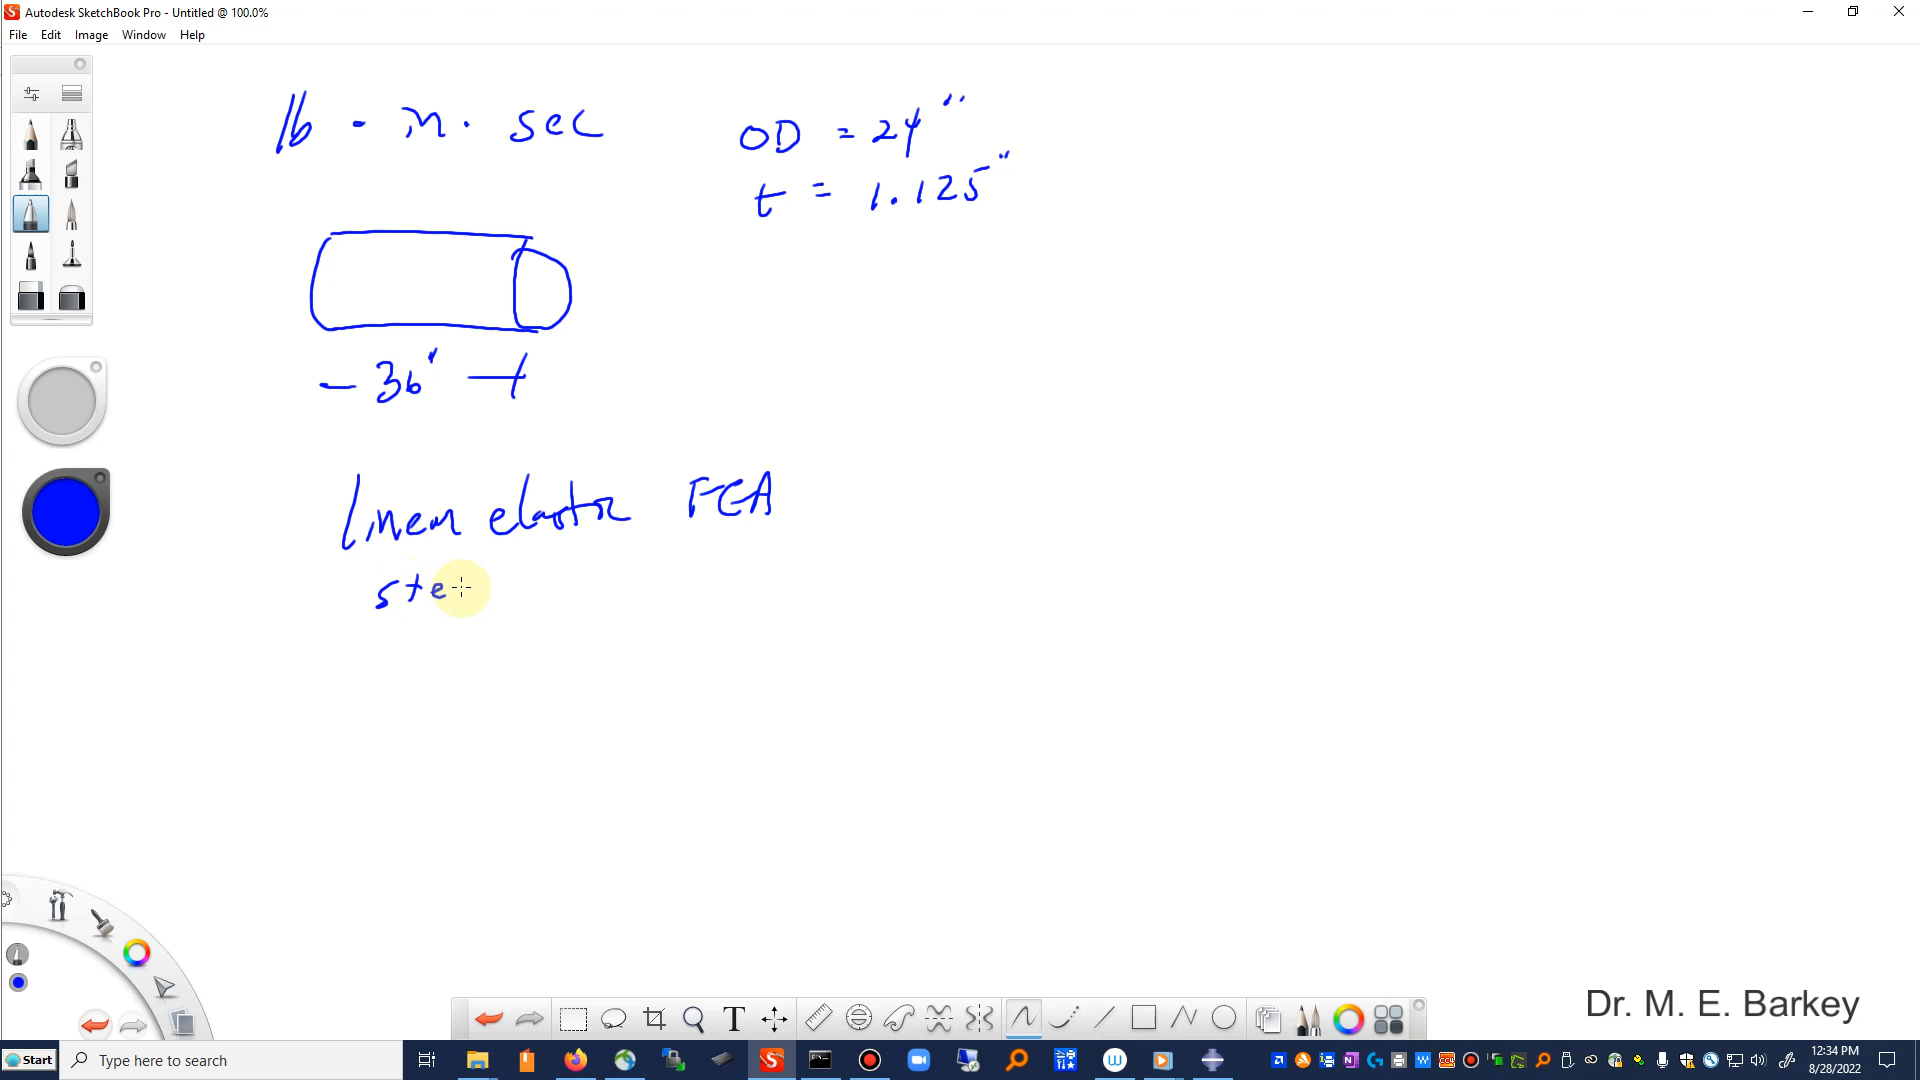 Autodesk SketchBook Pro - Untitled @ 100.0%
File Edit Image Window Help
lb - in. sec
OD = 24"
t = 1.125"
- 36" -|
linear elastic FEA
ste
T
Dr. M. E. Barkey
Start
Type here to search
12:34 PM
8/28/2022